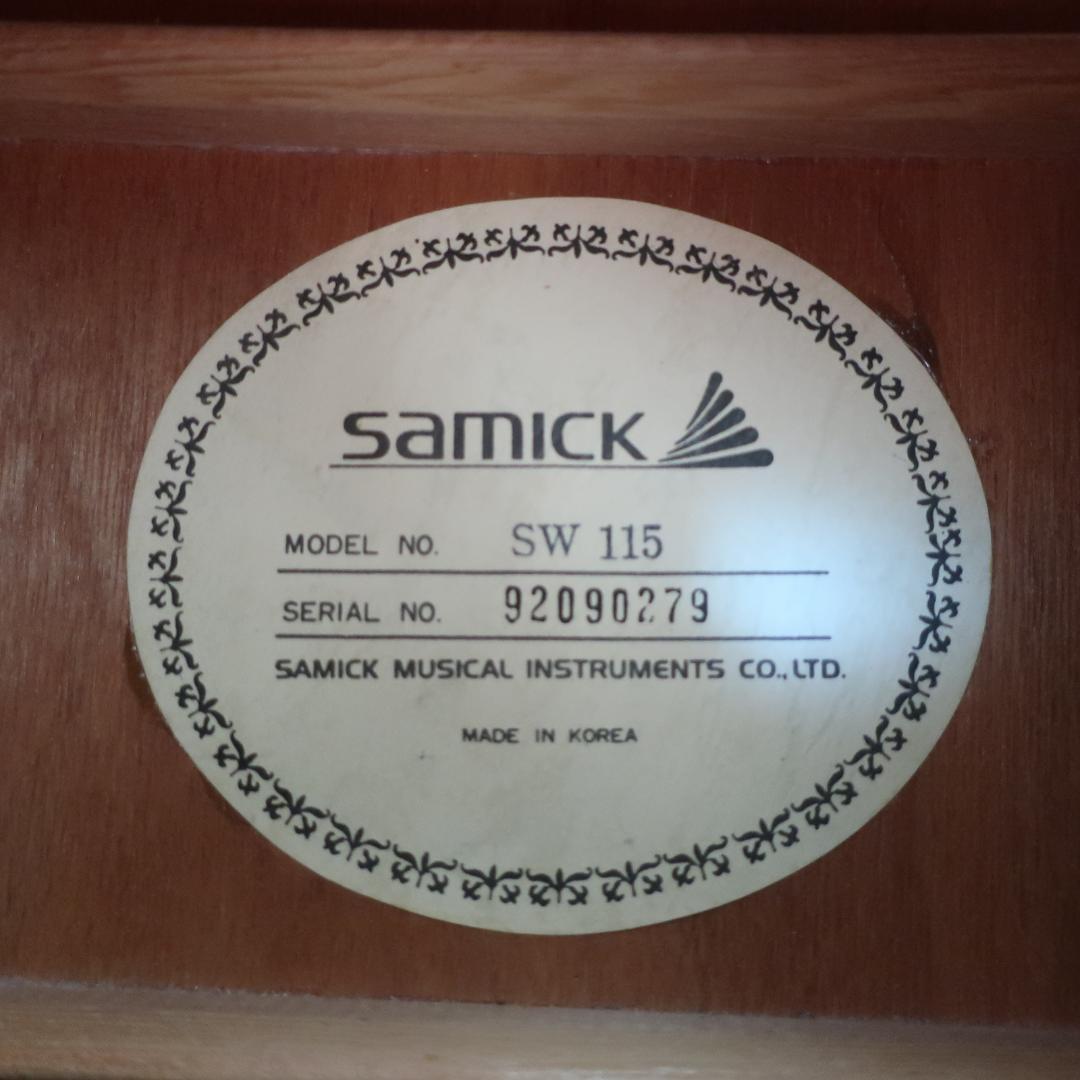 SAMICK
MODEL NO. SW 115
SERIAL NO. 92090279
SAMICK MUSICAL INSTRUMENTS CO., LTD.
MADE IN KOREA